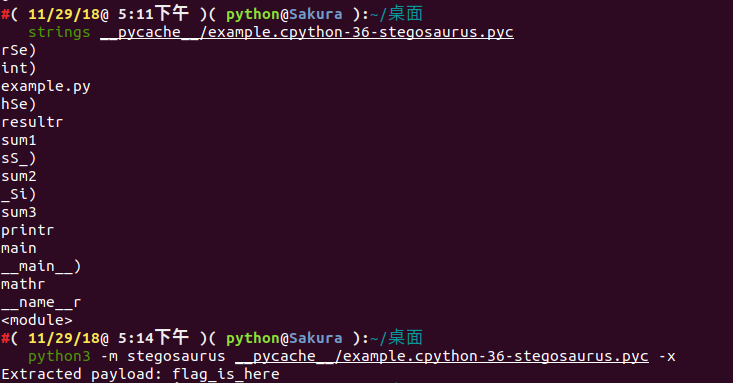 #( 11/29/18@ 5:11下午 )( python@Sakura ):~/桌面
strings __pycache__/example.cpython-36-stegosaurus.pyc
rSe)
int)
example.py
hSe)
resultr
sum1
sS_)
sum2
_Si)
sum3
printr
main
__main__)
mathr
__name__r
<module>
#( 11/29/18@ 5:14下午 )( python@Sakura ):~/桌面
python3 -m stegosaurus __pycache__/example.cpython-36-stegosaurus.pyc -x
Extracted payload: flag_is_here